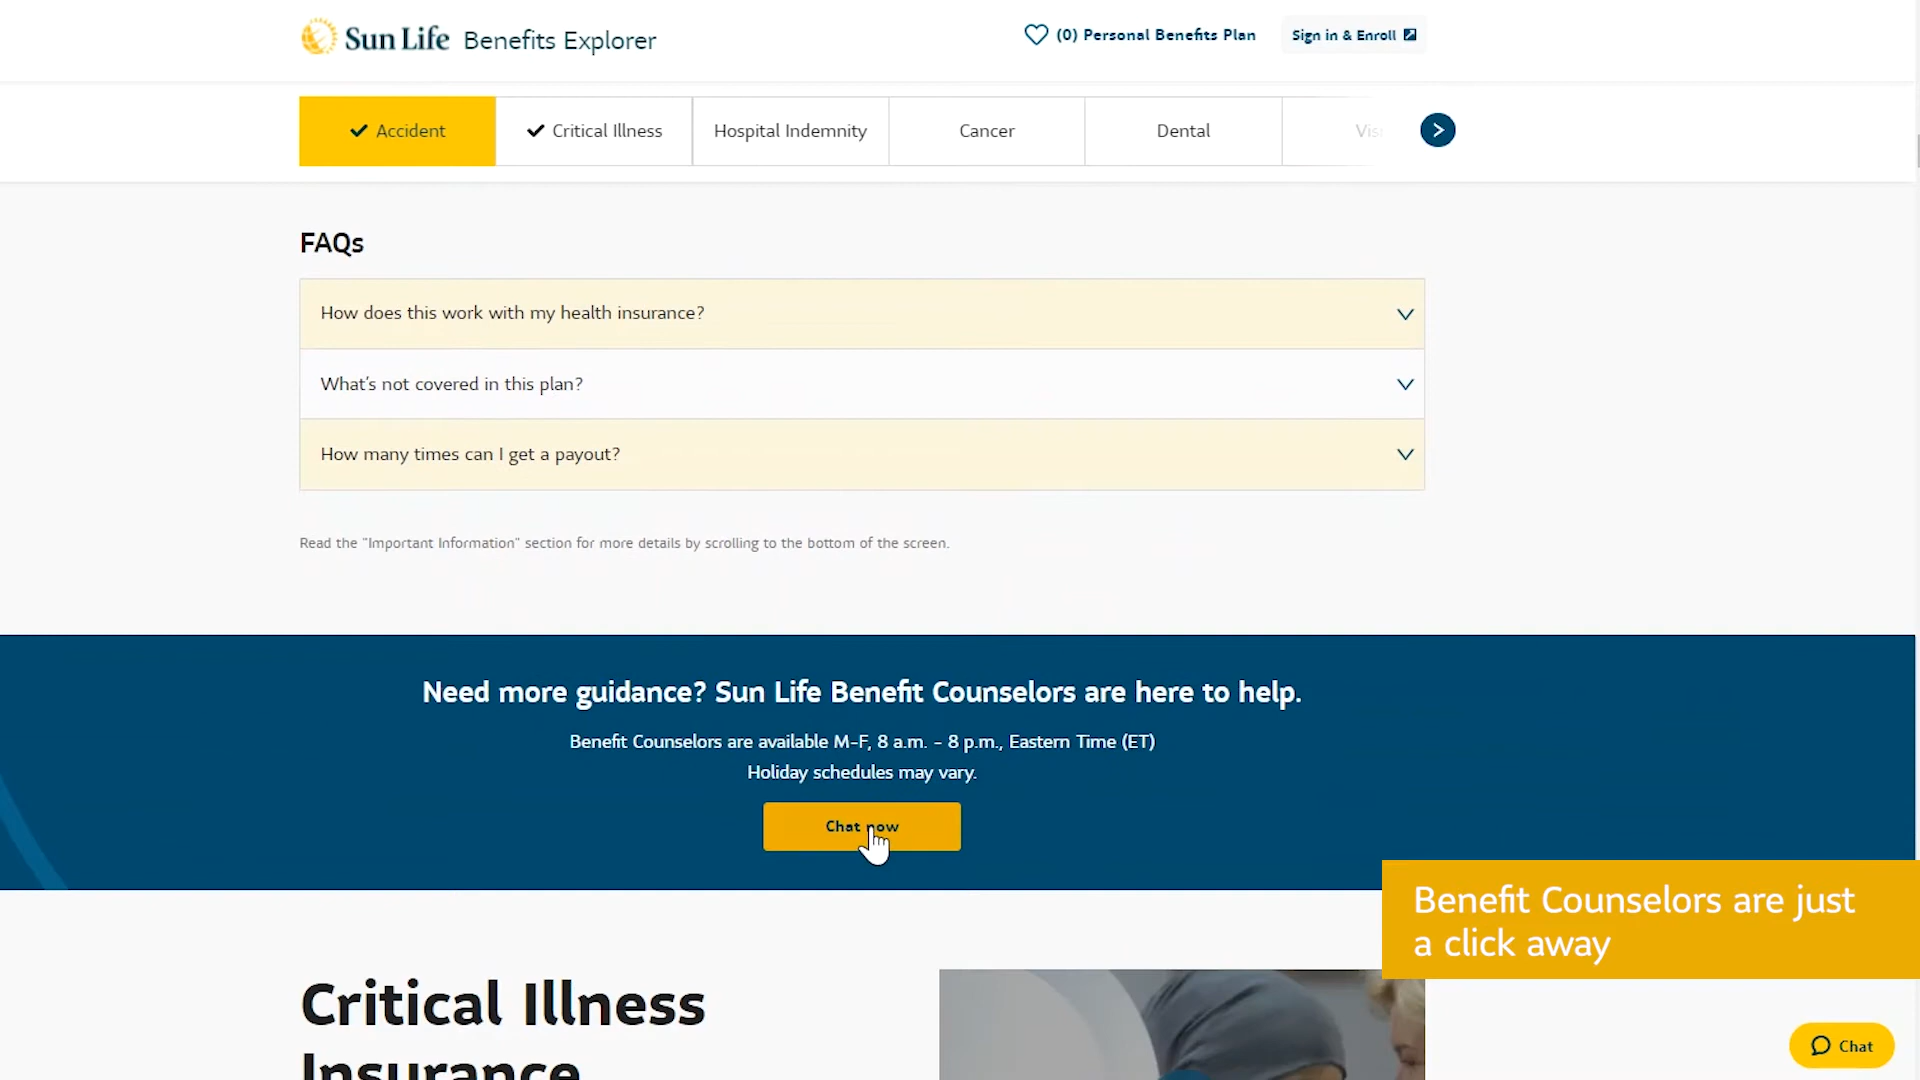 Sun Life Benefits Explorer
(0) Personal Benefits Plan
Sign in & Enroll
Accident
Critical Illness
Hospital Indemnity
Cancer
Dental
FAQs
How does this work with my health insurance?
What's not covered in this plan?
How many times can I get a payout?
Read the "Important Information" section for more details by scrolling to the bottom of the screen.
Need more guidance? Sun Life Benefit Counselors are here to help.
Benefit Counselors are available M-F, 8 a.m. - 8 p.m., Eastern Time (ET)
Holiday schedules may vary.
Chat now
Benefit Counselors are just
a click away
Critical Illness
Insurance
Chat